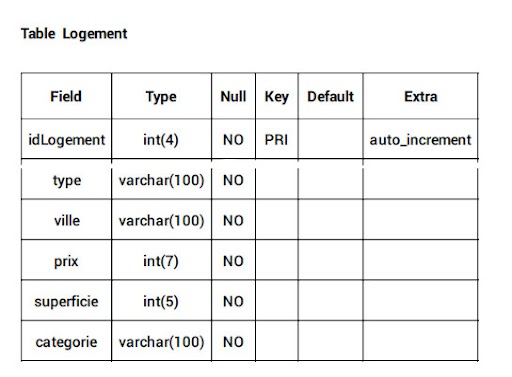 Table Logement
Field Type Null Key Default Extra
idLogement int(4) NO PRI auto_increment
type varchar(100) NO
ville varchar(100) NO
prix int(7) NO
superficie int(5) NO
categorie varchar(100) NO